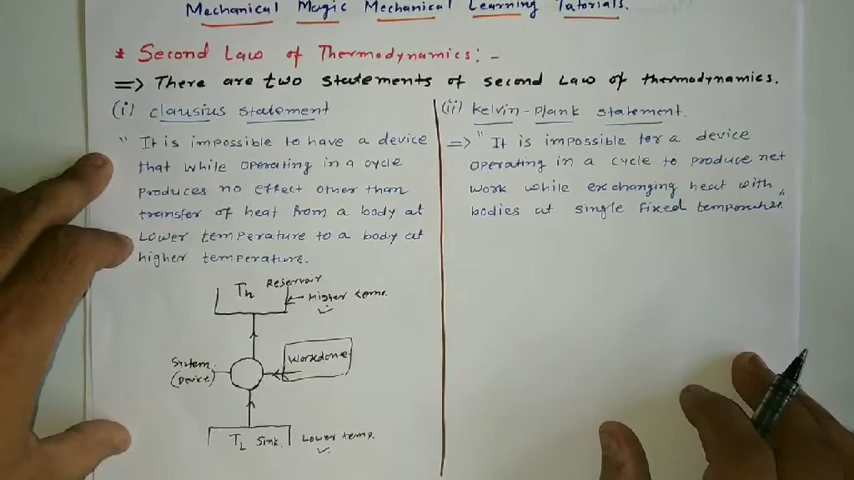 Mechanical Magic Mechanical Learning Tutorials.
* Second Law of Thermodynamics:-
=> There are two statements of second Law of thermodynamics.
(i) clausius statement
" It is impossible to have a device
that while operating in a cycle
produces no effect other than
transfer of heat from a body at
Lower temperature to a body at
higher temperature.
Th Reservoir
Higher temp.
System
(Device)
Workdone
TL Sink
Lower temp.
(ii) Kelvin-Plank statement.
=> " It is impossible for a device
operating in a cycle to produce net
work while exchanging heat with
bodies at single fixed temperature.